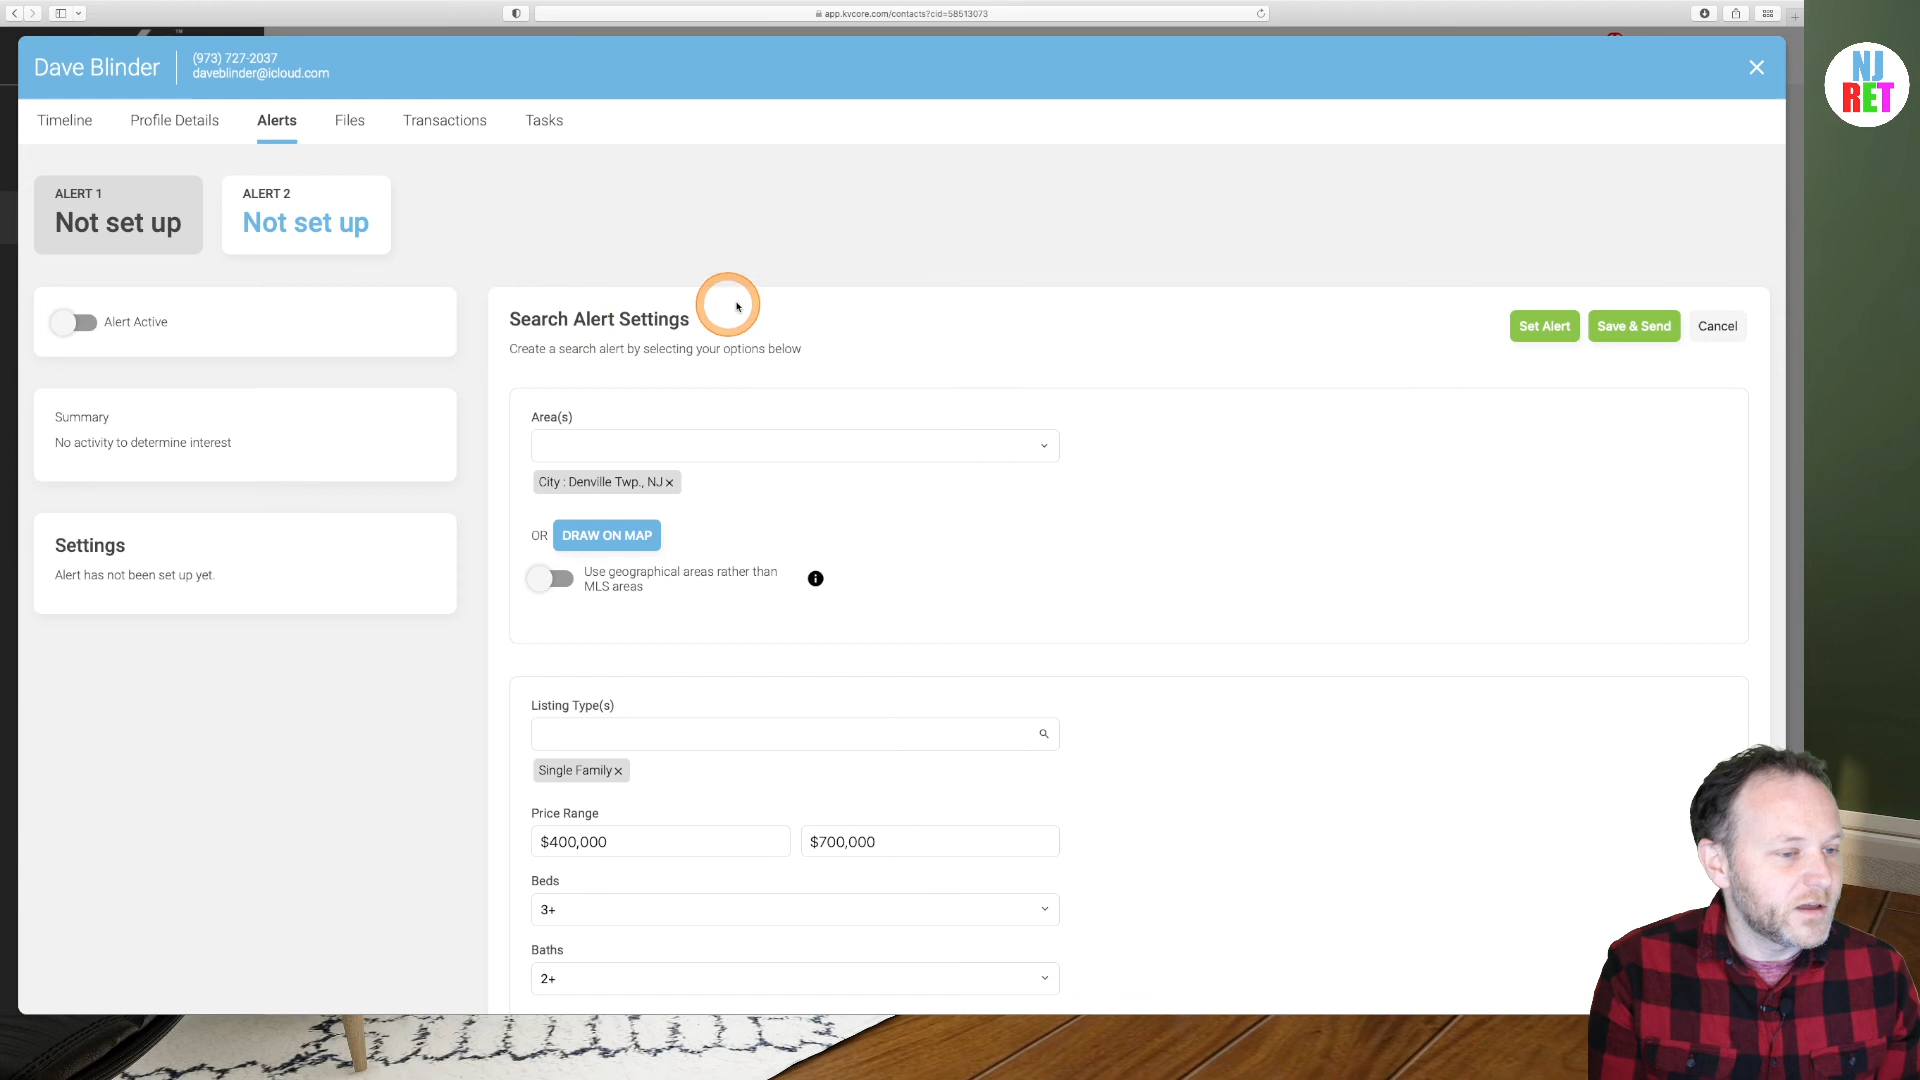 app.kvcore.com/contacts?cid=58513073
NJ
RET
Dave Blinder
(973) 727-2037
daveblinder@icloud.com
Timeline
Profile Details
Alerts
Files
Transactions
Tasks
ALERT 1
Not set up
ALERT 2
Not set up
Alert Active
Summary
No activity to determine interest
Settings
Alert has not been set up yet.
Search Alert Settings
Create a search alert by selecting your options below
Set Alert
Save & Send
Cancel
Area(s)
City : Denville Twp., NJ
OR DRAW ON MAP
Use geographical areas rather than
MLS areas
Listing Type(s)
Single Family
Price Range
$400,000
$700,000
Beds
3+
Baths
2+